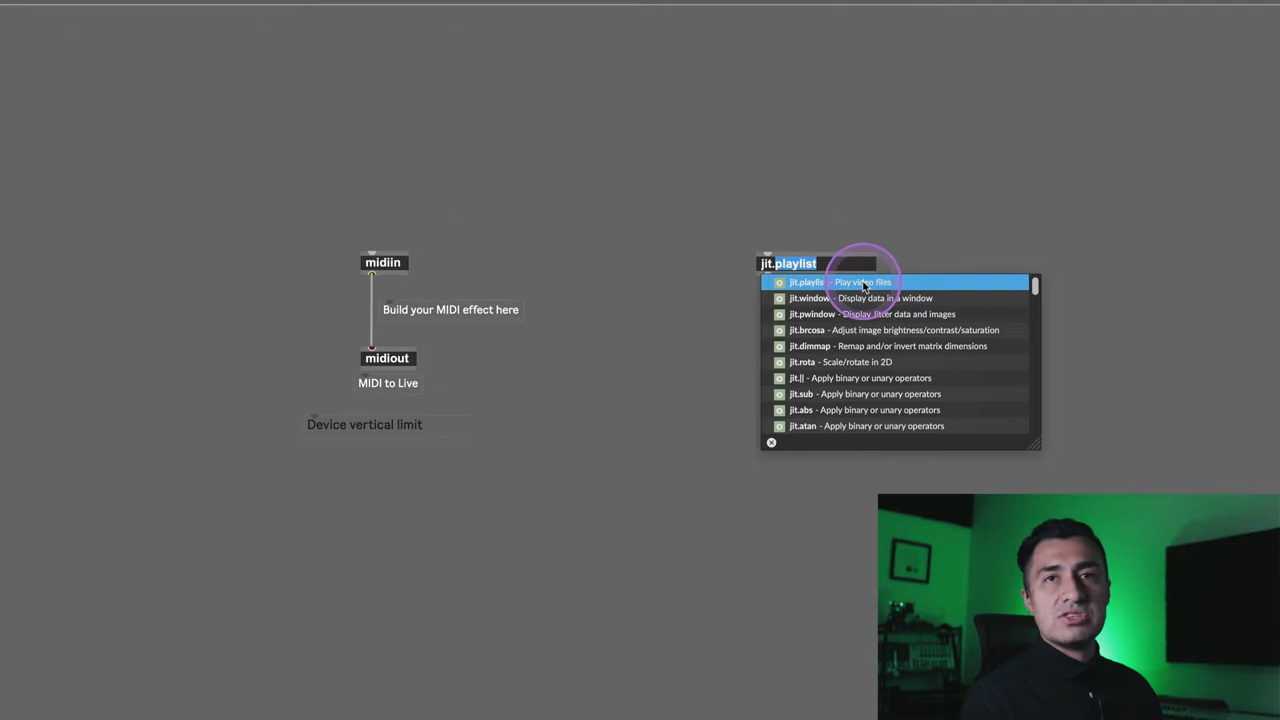 midiin
Build your MIDI effect here
midiout
MIDI to Live
Device vertical limit
jit.playlist
jit.playlist - Play video files
jit.window - Display data in a window
jit.pwindow - Display Jitter data and images
jit.brcosa - Adjust image brightness/contrast/saturation
jit.dimmap - Remap and/or invert matrix dimensions
jit.rota - Scale/rotate in 2D
jit.|| - Apply binary or unary operators
jit.sub - Apply binary or unary operators
jit.abs - Apply binary or unary operators
jit.atan - Apply binary or unary operators